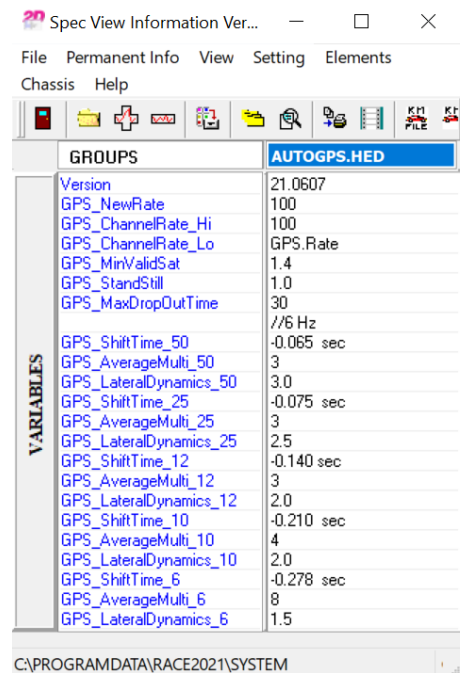 2D Spec View Information Ver...
File Permanent Info View Setting Elements
Chassis Help
KM FILE
GROUPS AUTOGPS.HED
VARIABLES
Version 21.0607
GPS_NewRate 100
GPS_ChannelRate_Hi 100
GPS_ChannelRate_Lo GPS.Rate
GPS_MinValidSat 1.4
GPS_StandStill 1.0
GPS_MaxDropOutTime 30
//6 Hz
GPS_ShiftTime_50 -0.065 sec
GPS_AverageMulti_50 3
GPS_LateralDynamics_50 3.0
GPS_ShiftTime_25 -0.075 sec
GPS_AverageMulti_25 3
GPS_LateralDynamics_25 2.5
GPS_ShiftTime_12 -0.140 sec
GPS_AverageMulti_12 3
GPS_LateralDynamics_12 2.0
GPS_ShiftTime_10 -0.210 sec
GPS_AverageMulti_10 4
GPS_LateralDynamics_10 2.0
GPS_ShiftTime_6 -0.278 sec
GPS_AverageMulti_6 8
GPS_LateralDynamics_6 1.5
C:\PROGRAMDATA\RACE2021\SYSTEM